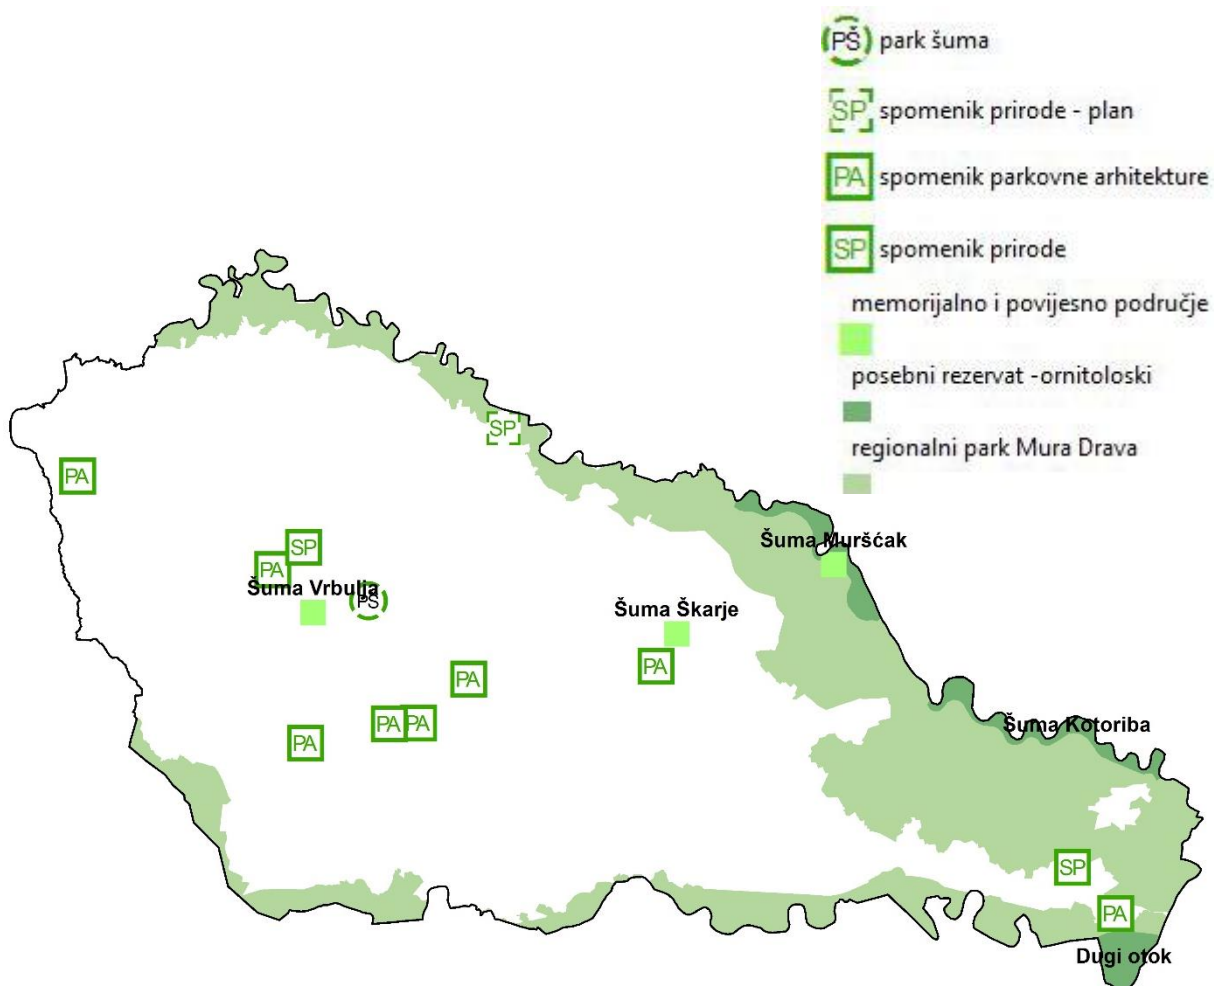 PŠ park šuma
SP spomenik prirode - plan
PA spomenik parkovne arhitekture
SP spomenik prirode
memorijalno i povijesno područje
posebni rezervat -ornitoloski
regionalni park Mura Drava
SP
PA
Šuma Murščak
SP
PA
Šuma Vrbulja
PŠ
Šuma Škarje
PA
PA
PA PA
Šuma Kotoriba
PA
SP
PA
Dugi otok